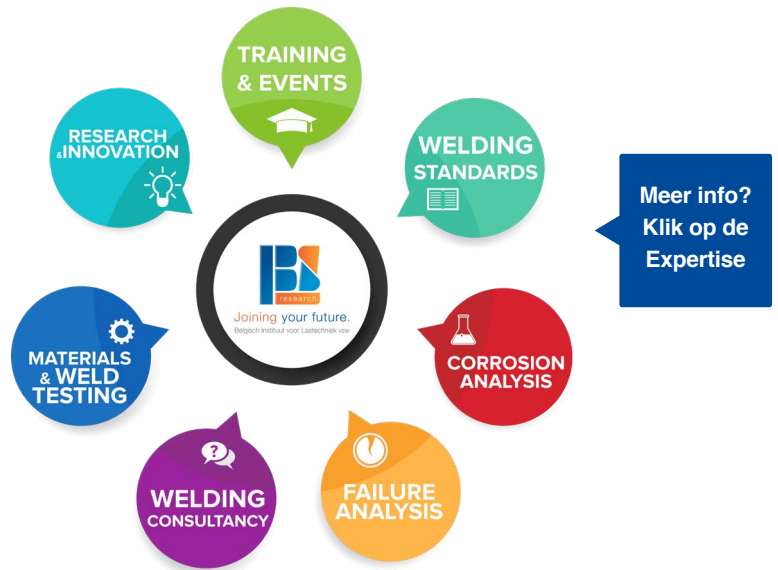 TRAINING
& EVENTS
RESEARCH
&INNOVATION
WELDING
STANDARDS
Meer info?
Klik op de
Expertise
BS
research
Joining your future.
Belgisch Instituut voor Lastechniek vzw
MATERIALS
& WELD
TESTING
CORROSION
ANALYSIS
?
WELDING
CONSULTANCY
FAILURE
ANALYSIS